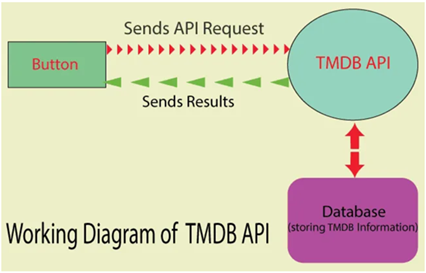 Sends API Request
Button
TMDB API
Sends Results
Database
(storing TMDB Information)
Working Diagram of TMDB API